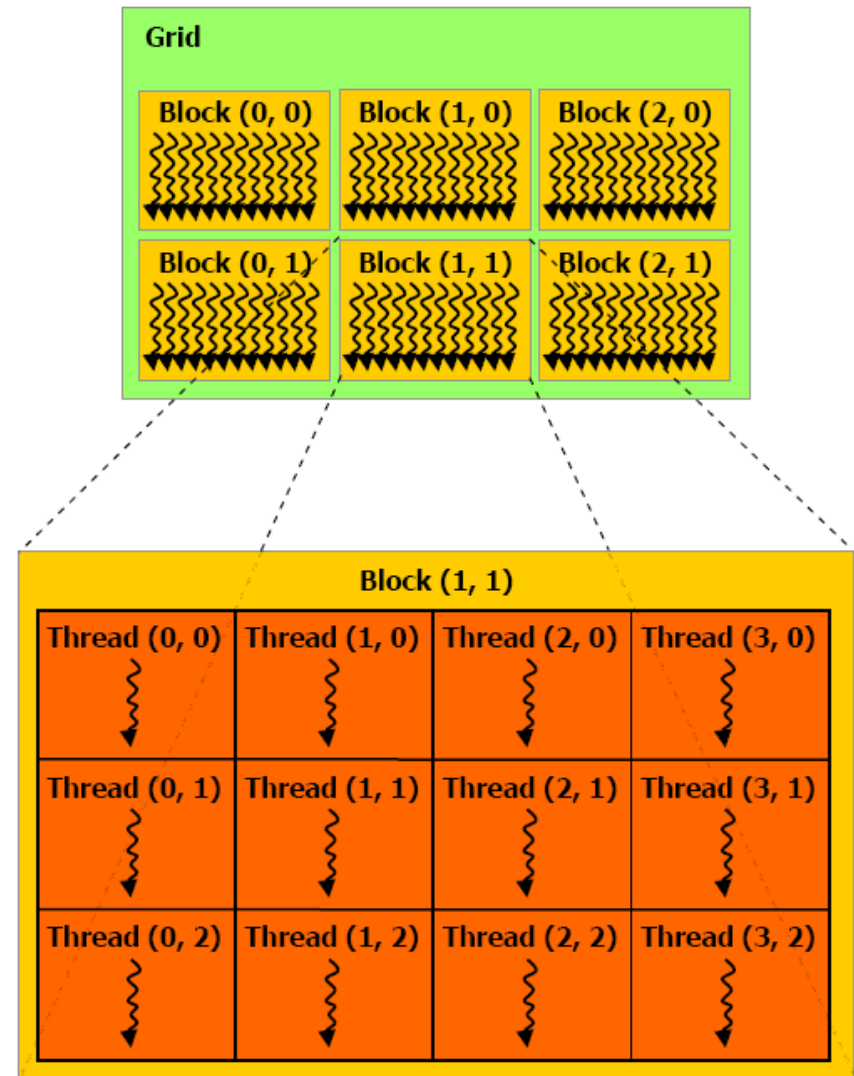 Grid
Block (0, 0) Block (1, 0) Block (2, 0)
Block (0, 1) Block (1, 1) Block (2, 1)
Block (1, 1)
Thread (0, 0) Thread (1, 0) Thread (2, 0) Thread (3, 0)
Thread (0, 1) Thread (1, 1) Thread (2, 1) Thread (3, 1)
Thread (0, 2) Thread (1, 2) Thread (2, 2) Thread (3, 2)